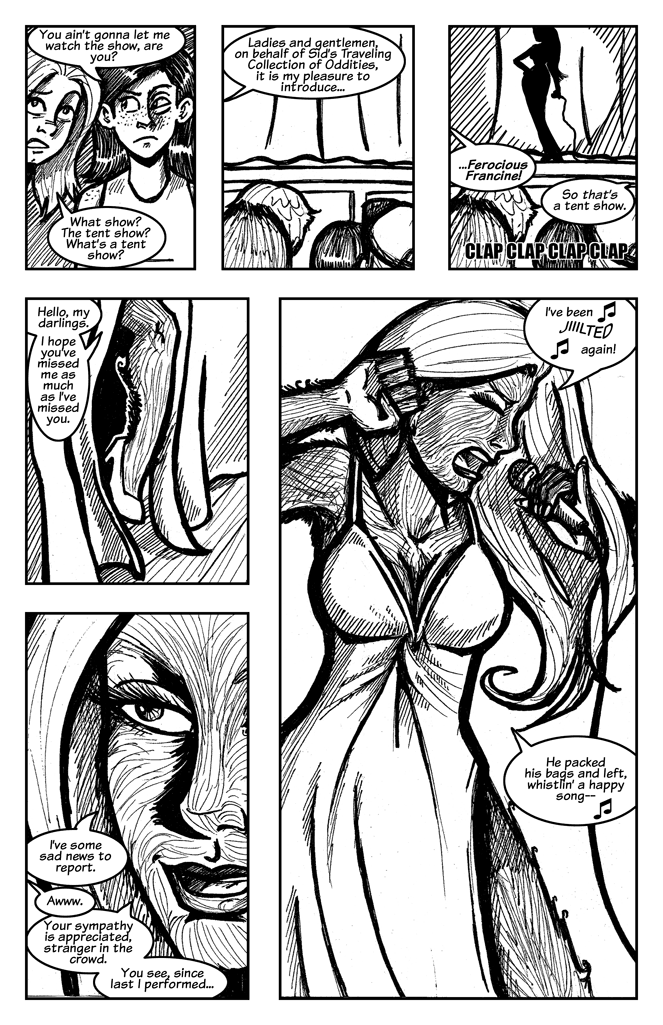 You ain't gonna let me
watch the show, are
you?
What show?
The tent show?
What's a tent
show?
Ladies and gentlemen,
on behalf of Sid's Traveling
Collection of Oddities,
it is my pleasure to
introduce...
...Ferocious
Francine!
So that's
a tent show.
CLAP CLAP CLAP CLAP
Hello, my
darlings.
I hope
you've
missed
me as
much
as I've
missed
you.
I've some
sad news to
report.
Awww.
Your sympathy
is appreciated,
stranger in the
crowd.
You see, since
last I performed...
I've been
JIIILTED
again!
He packed
his bags and left,
whistlin' a happy
song--